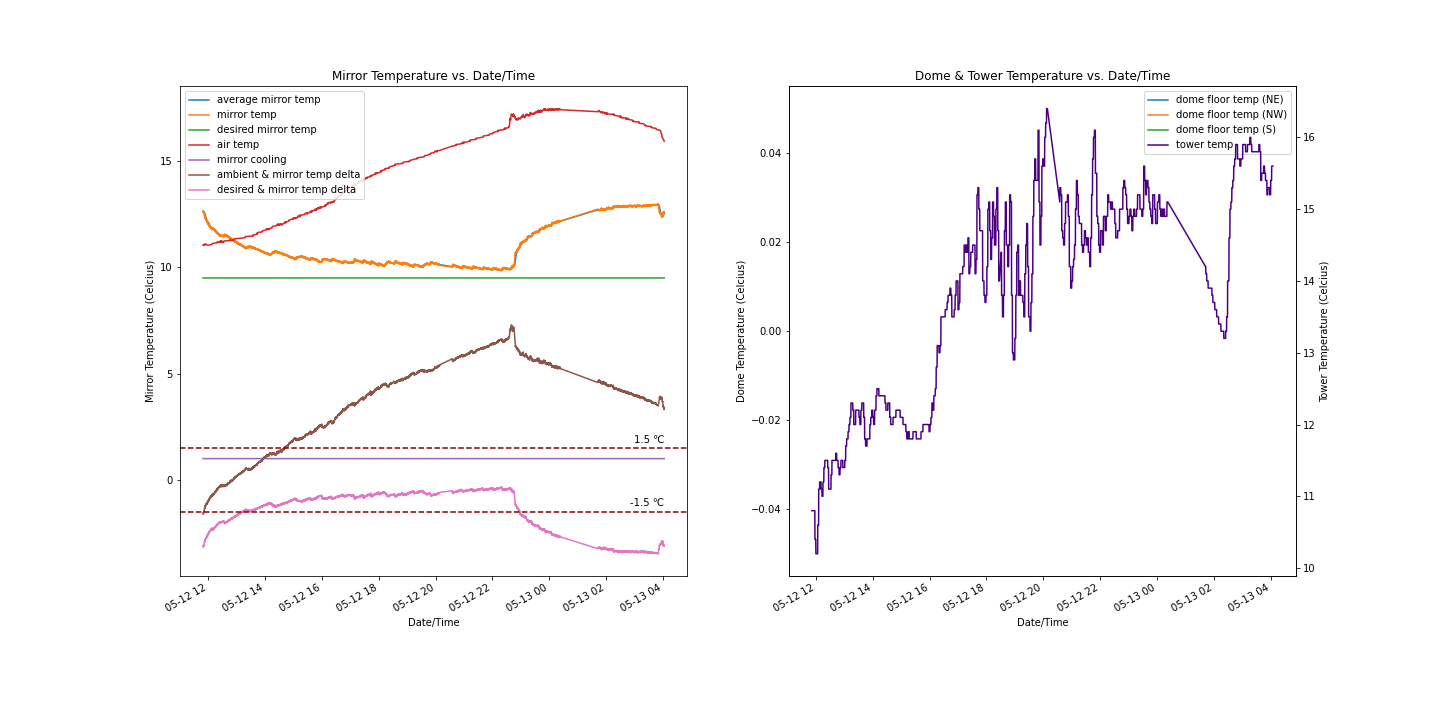 Mirror Temperature vs. Date/Time
average mirror temp
mirror temp
desired mirror temp
air temp
mirror cooling
ambient & mirror temp delta
desired & mirror temp delta
15
10
5
0
1.5 °C
-1.5 °C
Mirror Temperature (Celcius)
05-12 12
05-12 14
05-12 16
05-12 18
05-12 20
05-12 22
05-13 00
05-13 02
05-13 04
Date/Time
Dome & Tower Temperature vs. Date/Time
dome floor temp (NE)
dome floor temp (NW)
dome floor temp (S)
tower temp
0.04
0.02
0.00
−0.02
−0.04
Dome Temperature (Celcius)
16
15
14
13
12
11
10
Tower Temperature (Celcius)
05-12 12
05-12 14
05-12 16
05-12 18
05-12 20
05-12 22
05-13 00
05-13 02
05-13 04
Date/Time